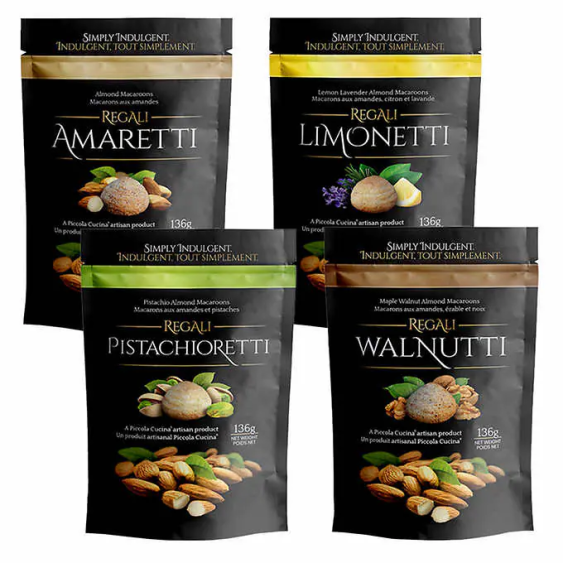 SIMPLY INDULGENT.
INDULGENT, TOUT SIMPLEMENT.
Almond Macaroons
Macarons aux amandes
REGALI
AMARETTI
A Piccola Cucina® artisan product
Un prod
136g
SIMPLY INDULGENT.
INDULGENT, TOUT SIMPLEMENT.
Lemon Lavender Almond Macaroons
Macarons aux amandes, citron et lavande
REGALI
LIMONETTI
A Piccola Cucina® artisan product
Un prod
136g
SIMPLY INDULGENT.
INDULGENT, TOUT SIMPLEMENT.
Pistachio Almond Macaroons
Macarons aux amandes et pistaches
REGALI
PISTACHIORETTI
A Piccola Cucina® artisan product
Un produit artisanal Piccola Cucina®
136g
NET WEIGHT
POIDS NET
SIMPLY INDULGENT.
INDULGENT, TOUT SIMPLEMENT.
Maple Walnut Almond Macaroons
Macarons aux amandes, érable et noix
REGALI
WALNUTTI
A Piccola Cucina® artisan product
Un produit artisanal Piccola Cucina®
136g
NET WEIGHT
POIDS NET